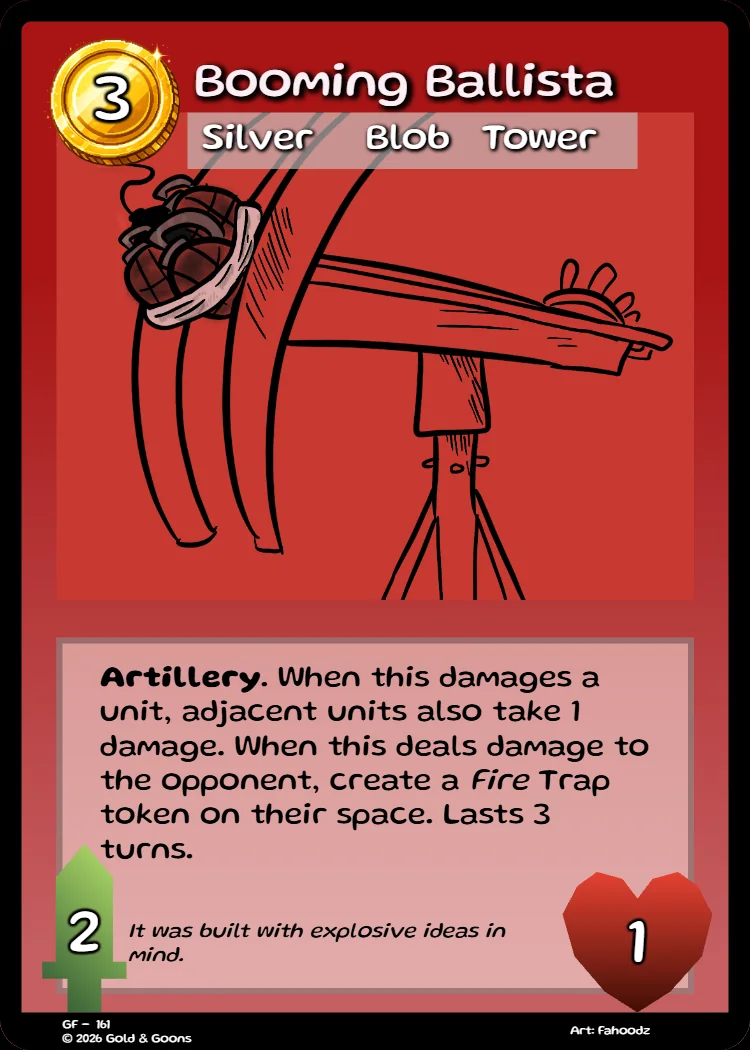 3
Booming Ballista
Silver Blob Tower
Artillery. When this damages a
unit, adjacent units also take 1
damage. When this deals damage to
the opponent, create a Fire Trap
token on their space. Lasts 3
turns.
2
It was built with explosive ideas in
mind.
1
GF - 161
© 2026 Gold & Goons
Art: Fahoodz